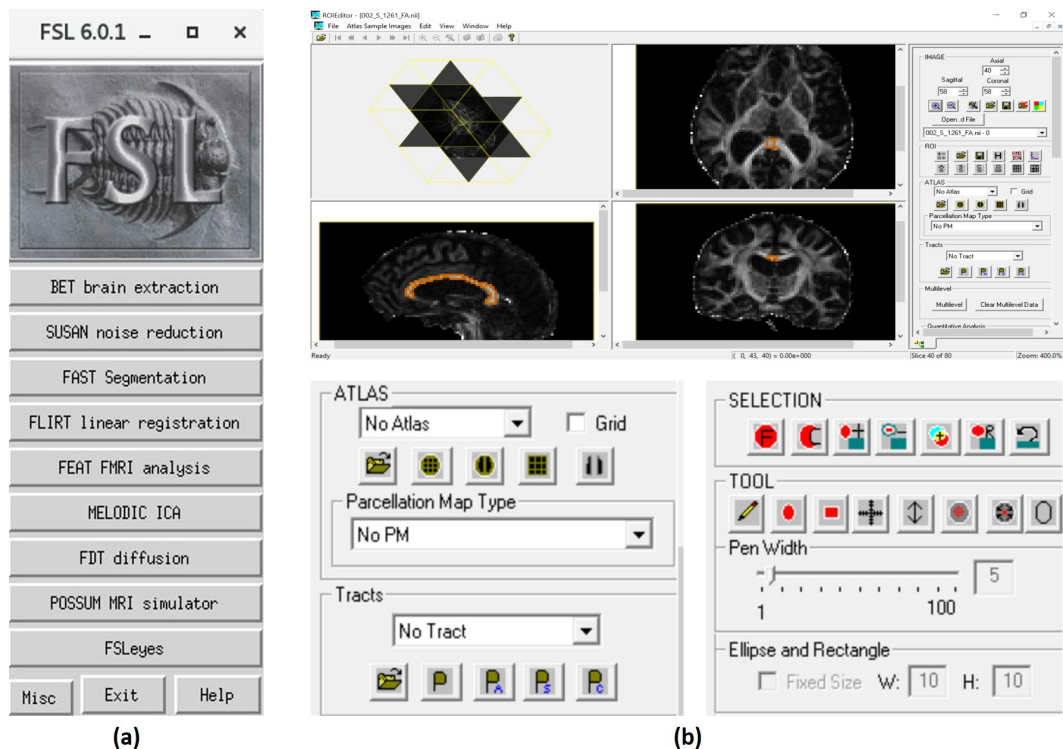 FSL 6.0.1
FSL
BET brain extraction
SUSAN noise reduction
FAST Segmentation
FLIRT linear registration
FEAT FMRI analysis
MELODIC ICA
FDT diffusion
POSSUM MRI simulator
FSLeyes
Misc Exit Help
(a)
ROIEditor - [002_S_1261_FA.nii]
File Atlas Sample Images Edit View Window Help
IMAGE
Axial
40
Sagittal Coronal
58 58
Open .d File
002_S_1261_FA.nii - 0
ROI
ATLAS
No Atlas Grid
Parcellation Map Type
No PM
Tracts
No Tract
P P P P
Multilevel
Multilevel Clear Multilevel Data
Quantitative Analysis
Ready ( 0, 43, 40) = 0.00e+000 Slice 40 of 80 Zoom: 400.0%
ATLAS
No Atlas Grid
Parcellation Map Type
No PM
Tracts
No Tract
P PA PS PC
SELECTION
F C R
TOOL
Pen Width
5
1 100
Ellipse and Rectangle
Fixed Size W: 10 H: 10
(b)